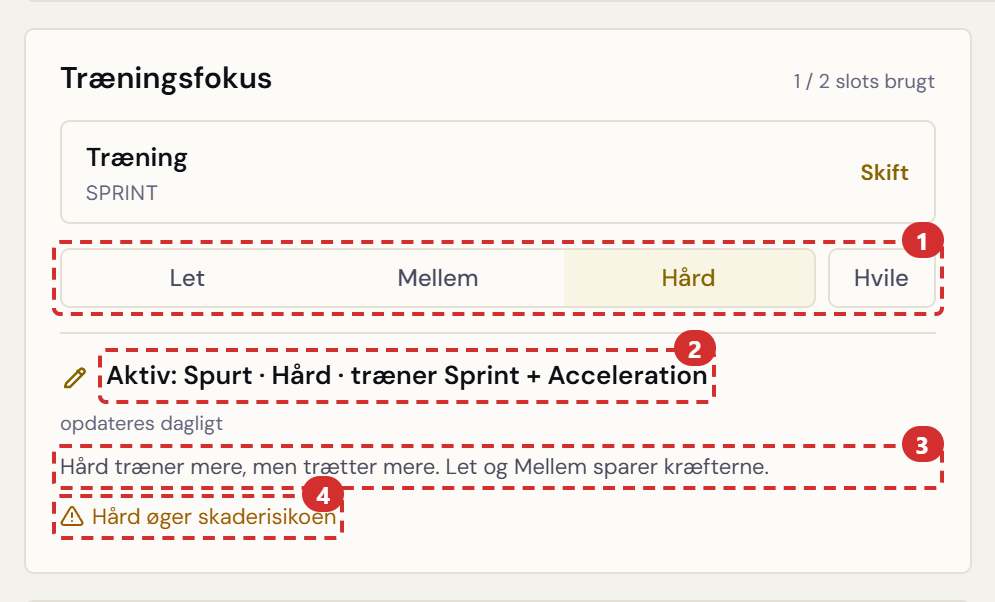 Træningsfokus
1 / 2 slots brugt
Træning
SPRINT
Skift
1
Let
Mellem
Hård
Hvile
2
Aktiv: Spurt · Hård · træner Sprint + Acceleration
opdateres dagligt
3
Hård træner mere, men trætter mere. Let og Mellem sparer kræfterne.
4
Hård øger skaderisikoen